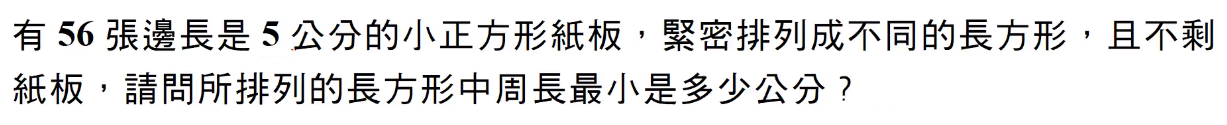 有 56 張邊長是 5 公分的小正方形紙板，緊密排列成不同的長方形，且不剩
紙板，請問所排列的長方形中周長最小是多少公分？